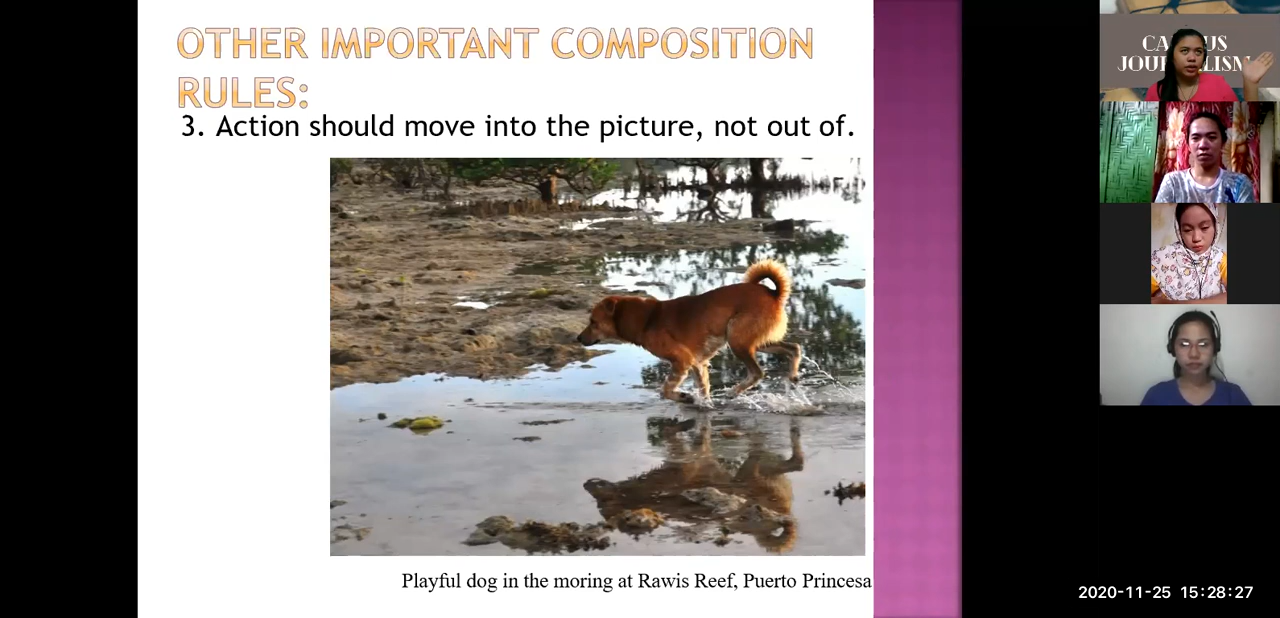 OTHER IMPORTANT COMPOSITION
RULES:
3. Action should move into the picture, not out of.
Playful dog in the moring at Rawis Reef, Puerto Princesa
2020-11-25 15:28:27